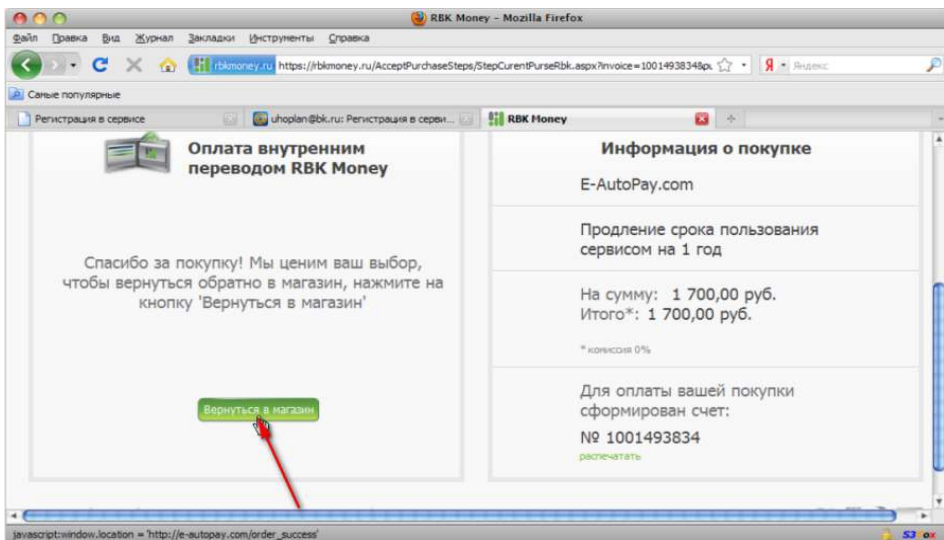 RBK Money - Mozilla Firefox
Файл Правка Вид Журнал Закладки Инструменты Справка
rbkmoney.ru https://rbkmoney.ru/AcceptPurchaseSteps/StepCurentPurseRbk.aspx?invoice=1001493834&pu Яндекс
Самые популярные
Регистрация в сервисе uhoplan@bk.ru: Регистрация в серви... RBK Money
Оплата внутренним
переводом RBK Money
Спасибо за покупку! Мы ценим ваш выбор,
чтобы вернуться обратно в магазин, нажмите на
кнопку 'Вернуться в магазин'
Вернуться в магазин
Информация о покупке
E-AutoPay.com
Продление срока пользования
сервисом на 1 год
На сумму: 1 700,00 руб.
Итого*: 1 700,00 руб.
* комиссия 0%
Для оплаты вашей покупки
сформирован счет:
№ 1001493834
распечатать
javascript:window.location = 'http://e-autopay.com/order_success'
S3 ox